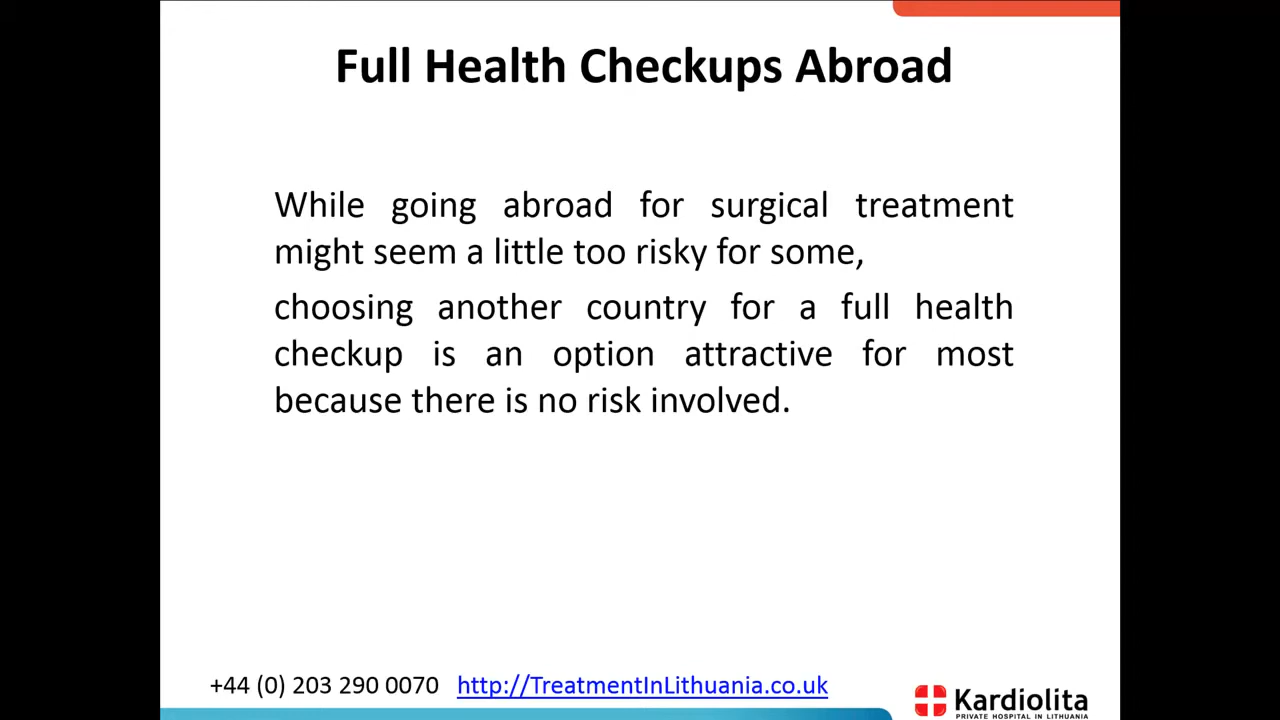 Full Health Checkups Abroad
While going abroad for surgical treatment
might seem a little too risky for some,
choosing another country for a full health
checkup is an option attractive for most
because there is no risk involved.
+44 (0) 203 290 0070 http://TreatmentInLithuania.co.uk
Kardiolita
PRIVATE HOSPITAL IN LITHUANIA